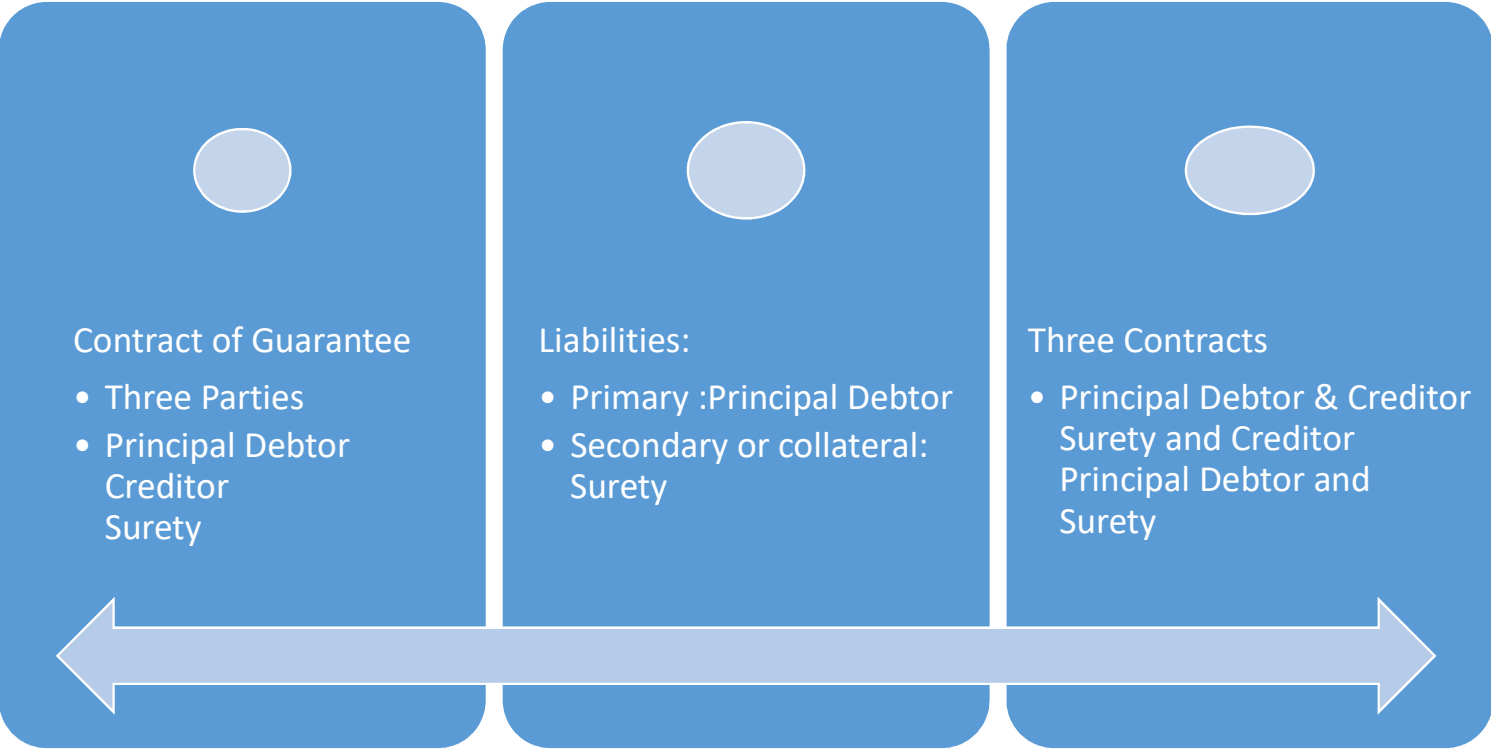 Contract of Guarantee
• Three Parties
• Principal Debtor
Creditor
Surety
Liabilities:
• Primary :Principal Debtor
• Secondary or collateral:
Surety
Three Contracts
• Principal Debtor & Creditor
Surety and Creditor
Principal Debtor and
Surety